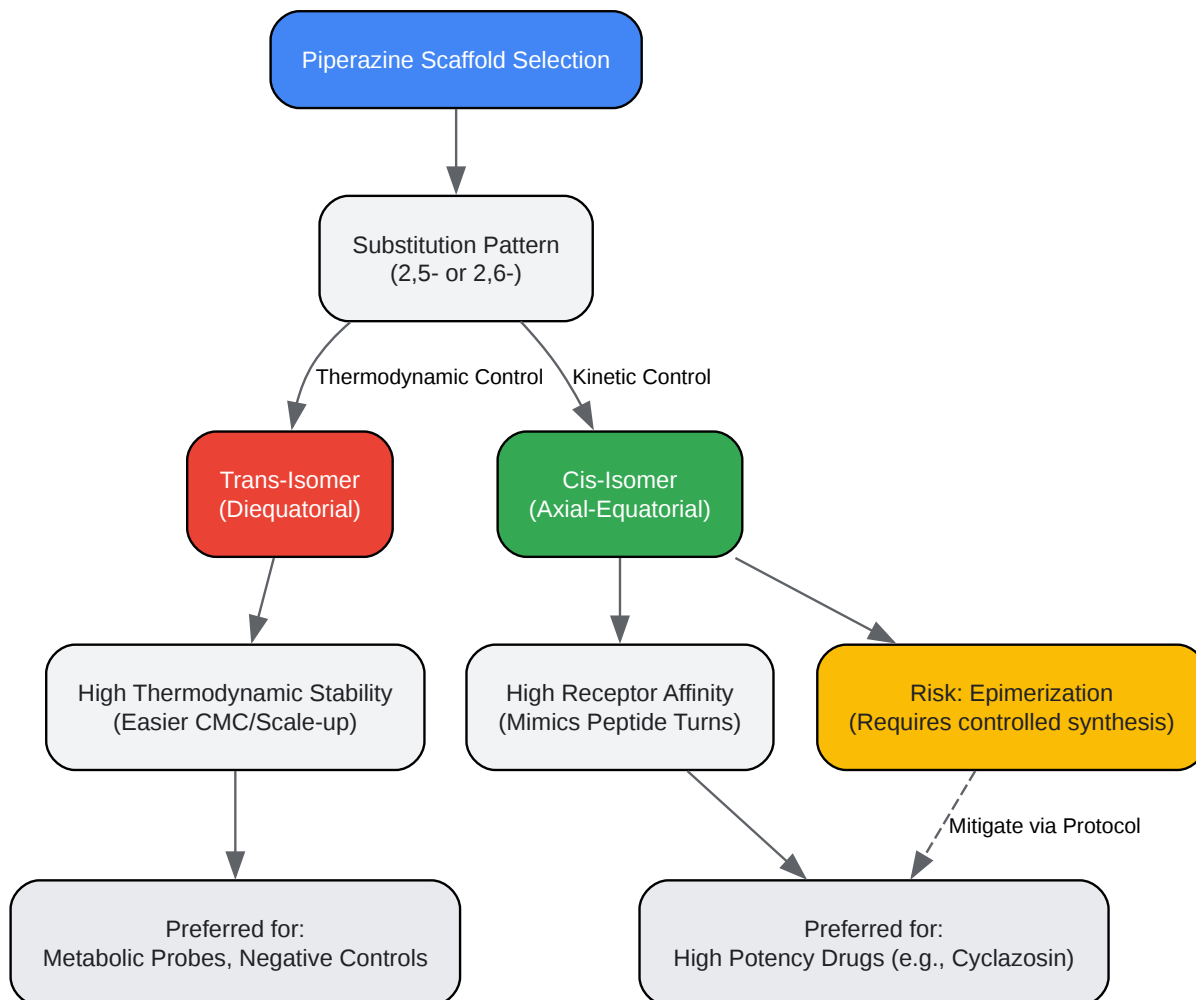 Piperazine Scaffold Selection
Substitution Pattern
(2,5- or 2,6-)
Thermodynamic Control
Kinetic Control
Trans-Isomer
(Diequatorial)
Cis-Isomer
(Axial-Equatorial)
High Thermodynamic Stability
(Easier CMC/Scale-up)
High Receptor Affinity
(Mimics Peptide Turns)
Risk: Epimerization
(Requires controlled synthesis)
Mitigate via Protocol
Preferred for:
Metabolic Probes, Negative Controls
Preferred for:
High Potency Drugs (e.g., Cyclazosin)